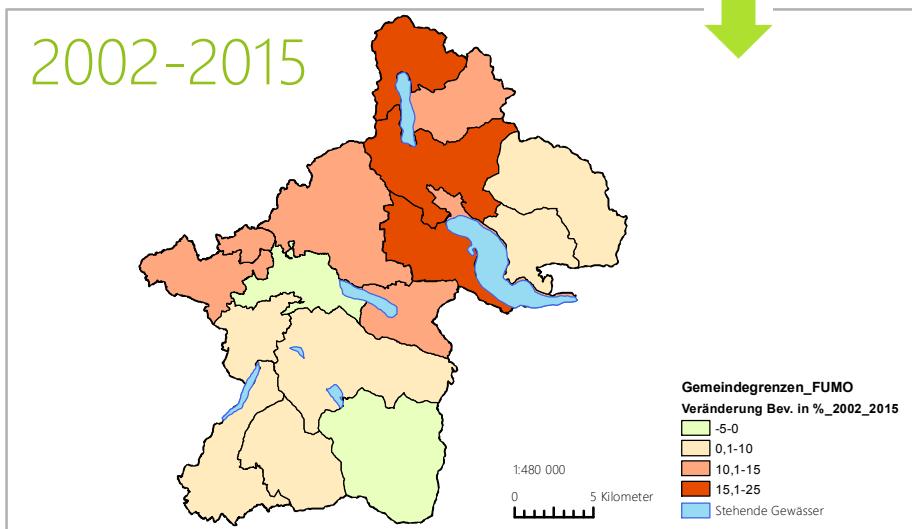 2002-2015
Gemeindegrenzen_FUMO
Veränderung Bev. in %_2002_2015
-5-0
0,1-10
10,1-15
15,1-25
Stehende Gewässer
1:480 000
0 5 Kilometer